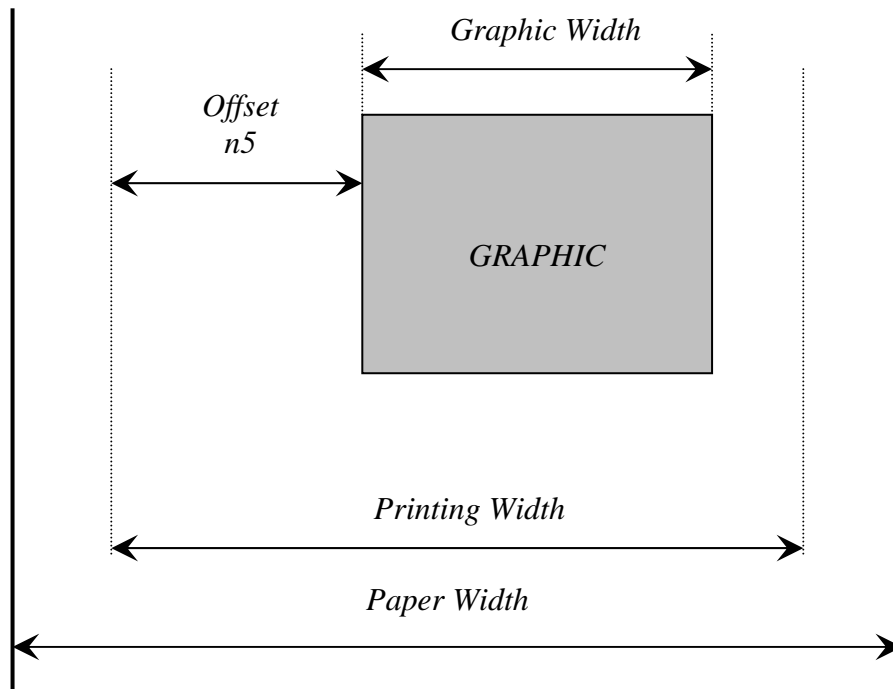 Graphic Width
Offset
n5
GRAPHIC
Printing Width
Paper Width